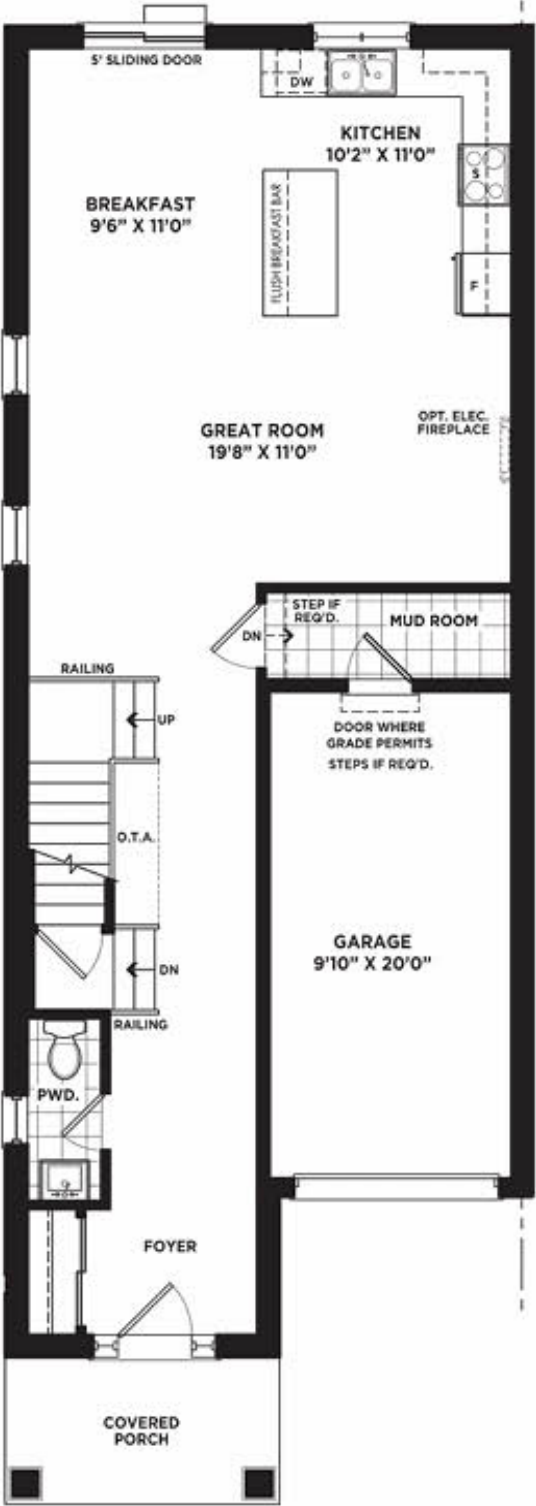 5' SLIDING DOOR
DW
KITCHEN
10'2" X 11'0"
S
BREAKFAST
9'6" X 11'0"
FLUSH BREAKFAST BAR
F
OPT. ELEC.
FIREPLACE
GREAT ROOM
19'8" X 11'0"
STEP IF
REQ'D.
MUD ROOM
DN
RAILING
UP
DOOR WHERE
GRADE PERMITS
STEPS IF REQ'D.
O.T.A.
GARAGE
9'10" X 20'0"
DN
RAILING
PWD.
FOYER
COVERED
PORCH